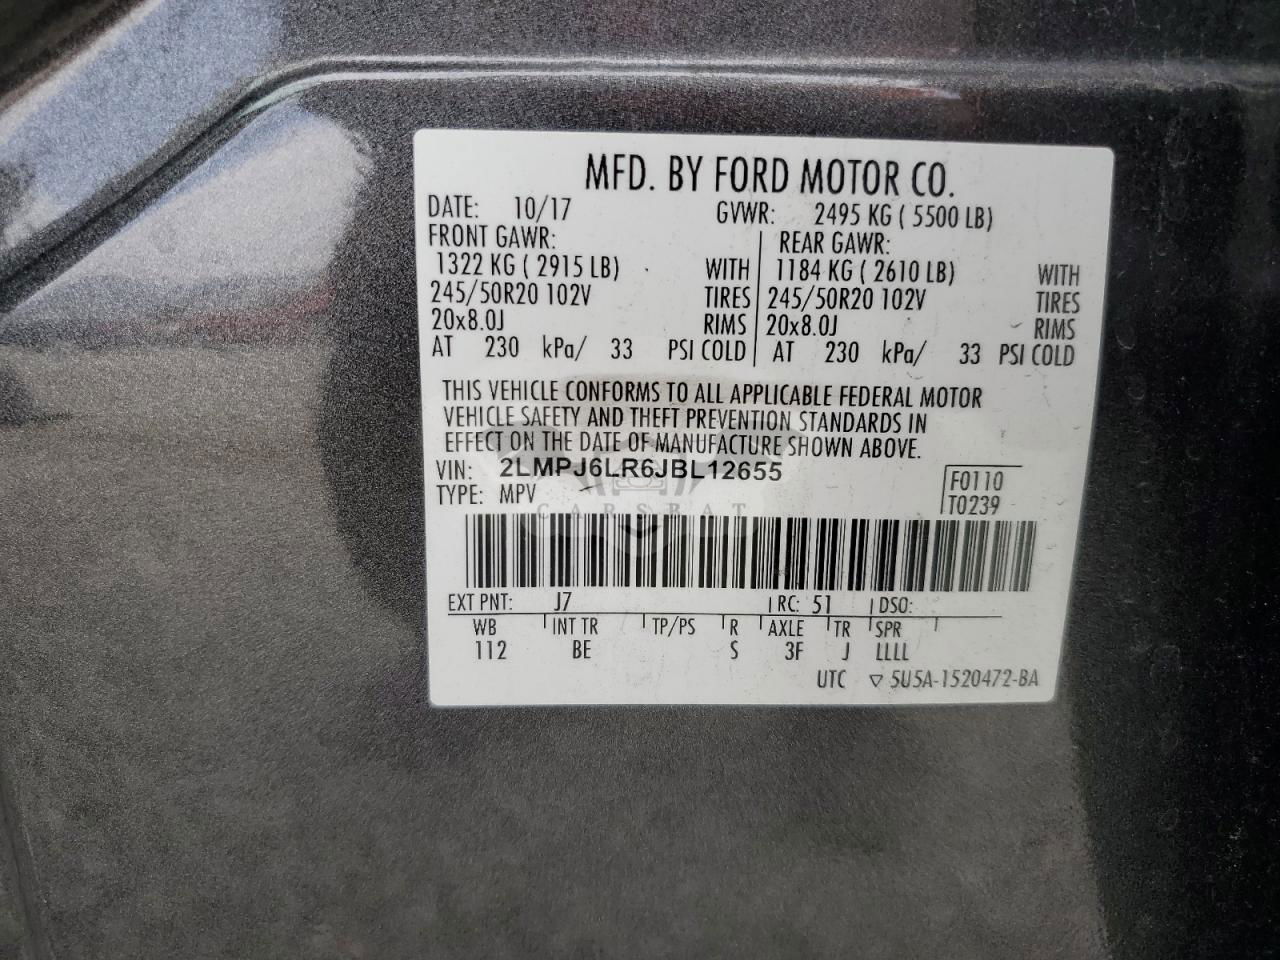 MFD. BY FORD MOTOR CO.
DATE: 10/17 GVWR: 2495 KG ( 5500 LB)
FRONT GAWR: REAR GAWR:
1322 KG ( 2915 LB) WITH 1184 KG ( 2610 LB) WITH
245/50R20 102V TIRES 245/50R20 102V TIRES
20x8.0J RIMS 20x8.0J RIMS
AT 230 kPa/ 33 PSI COLD AT 230 kPa/ 33 PSI COLD
THIS VEHICLE CONFORMS TO ALL APPLICABLE FEDERAL MOTOR
VEHICLE SAFETY AND THEFT PREVENTION STANDARDS IN
EFFECT ON THE DATE OF MANUFACTURE SHOWN ABOVE.
VIN: 2LMPJ6LR6JBL12655
TYPE: MPV
F0110
T0239
CARSBAT
EXT PNT: J7 RC: 51 DSO:
WB INT TR TP/PS R AXLE TR SPR
112 BE S 3F J LLLL
UTC ▽ 5U5A-1520472-BA